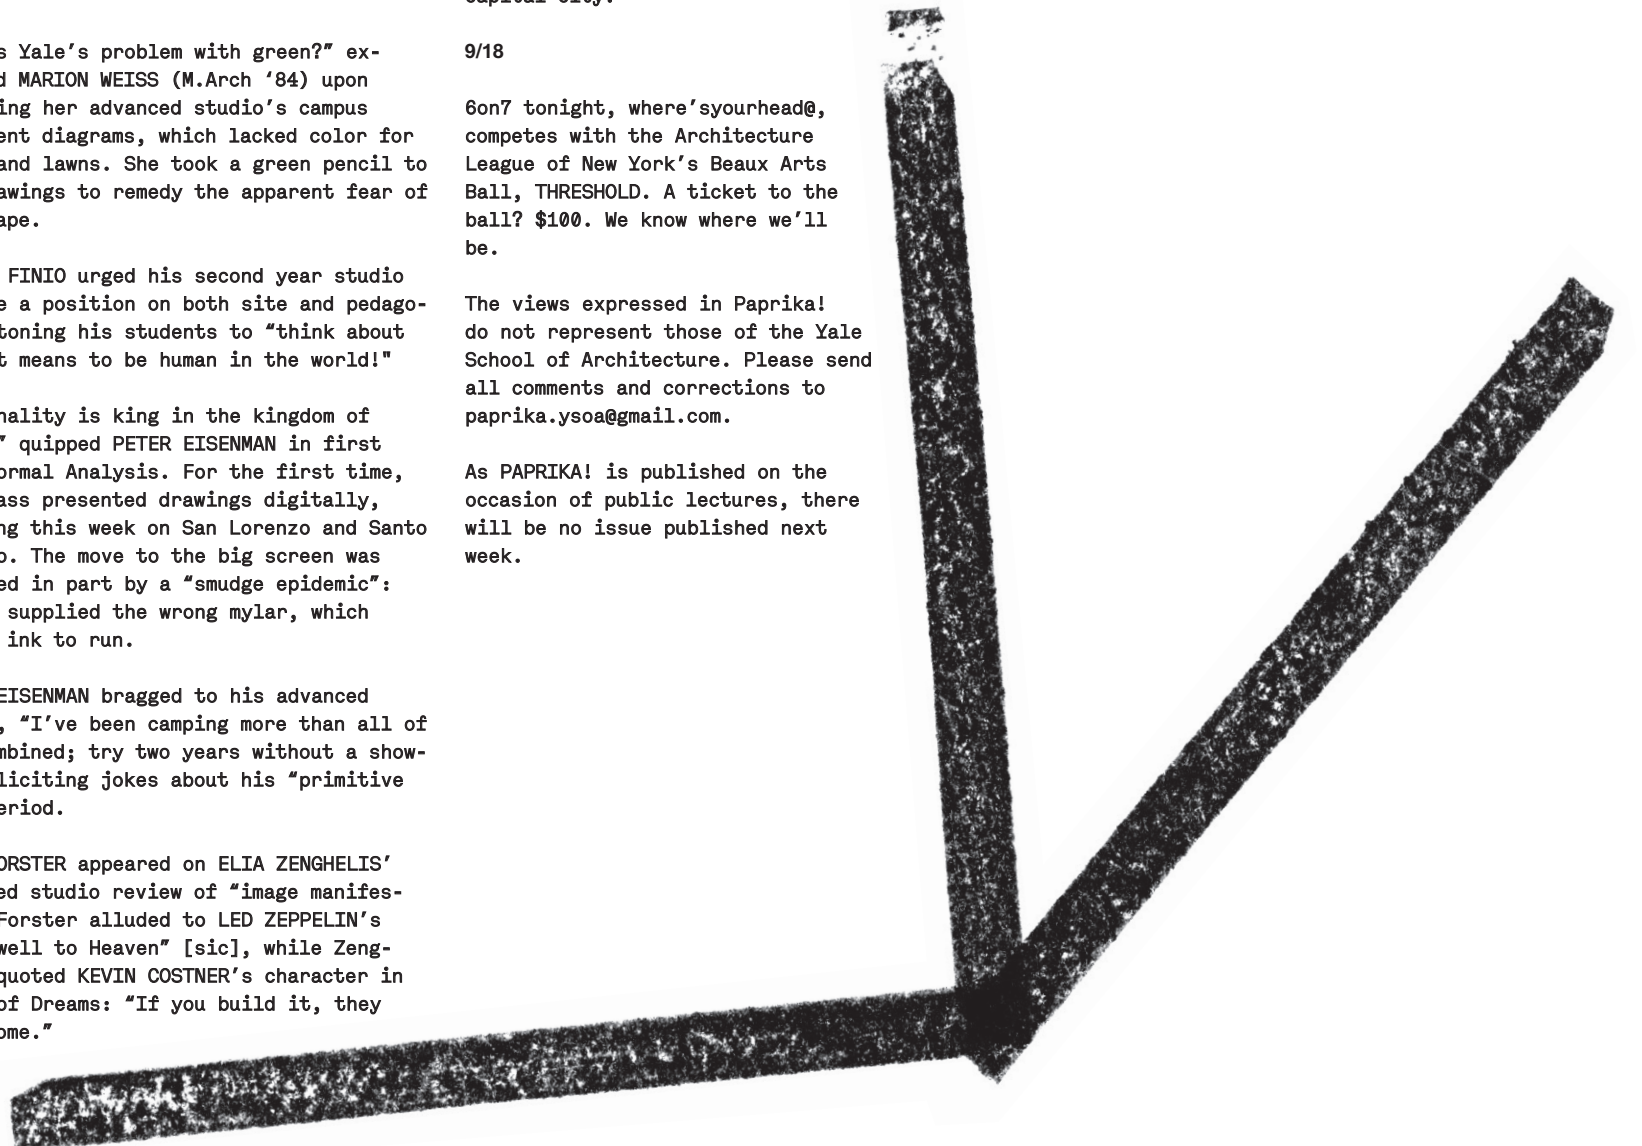 s Yale's problem with green?" ex-
d MARION WEISS (M.Arch '84) upon
ing her advanced studio's campus
ent diagrams, which lacked color for
and lawns. She took a green pencil to
awings to remedy the apparent fear of
ape.
FINIO urged his second year studio
e a position on both site and pedago-
toning his students to "think about
t means to be human in the world!"
nality is king in the kingdom of
" quipped PETER EISENMAN in first
ormal Analysis. For the first time,
ass presented drawings digitally,
ng this week on San Lorenzo and Santo
o. The move to the big screen was
ed in part by a "smudge epidemic":
supplied the wrong mylar, which
ink to run.
EISENMAN bragged to his advanced
, "I've been camping more than all of
mbined; try two years without a show-
liciting jokes about his "primitive
eriod.
ORSTER appeared on ELIA ZENGHELIS'
ed studio review of "image manifes-
Forster alluded to LED ZEPPELIN's
well to Heaven" [sic], while Zeng-
quoted KEVIN COSTNER's character in
of Dreams: "If you build it, they
ome."
capital city.
9/18
6on7 tonight, where'syourhead@,
competes with the Architecture
League of New York's Beaux Arts
Ball, THRESHOLD. A ticket to the
ball? $100. We know where we'll
be.
The views expressed in Paprika!
do not represent those of the Yale
School of Architecture. Please send
all comments and corrections to
paprika.ysoa@gmail.com.
As PAPRIKA! is published on the
occasion of public lectures, there
will be no issue published next
week.